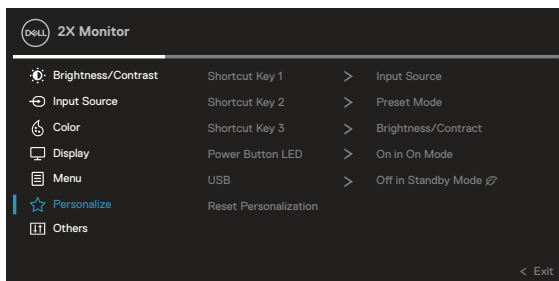 DELL 2X Monitor
Brightness/Contrast Shortcut Key 1 > Input Source
Input Source Shortcut Key 2 > Preset Mode
Color Shortcut Key 3 > Brightness/Contract
Display Power Button LED > On in On Mode
Menu USB > Off in Standby Mode
Personalize Reset Personalization
Others
< Exit